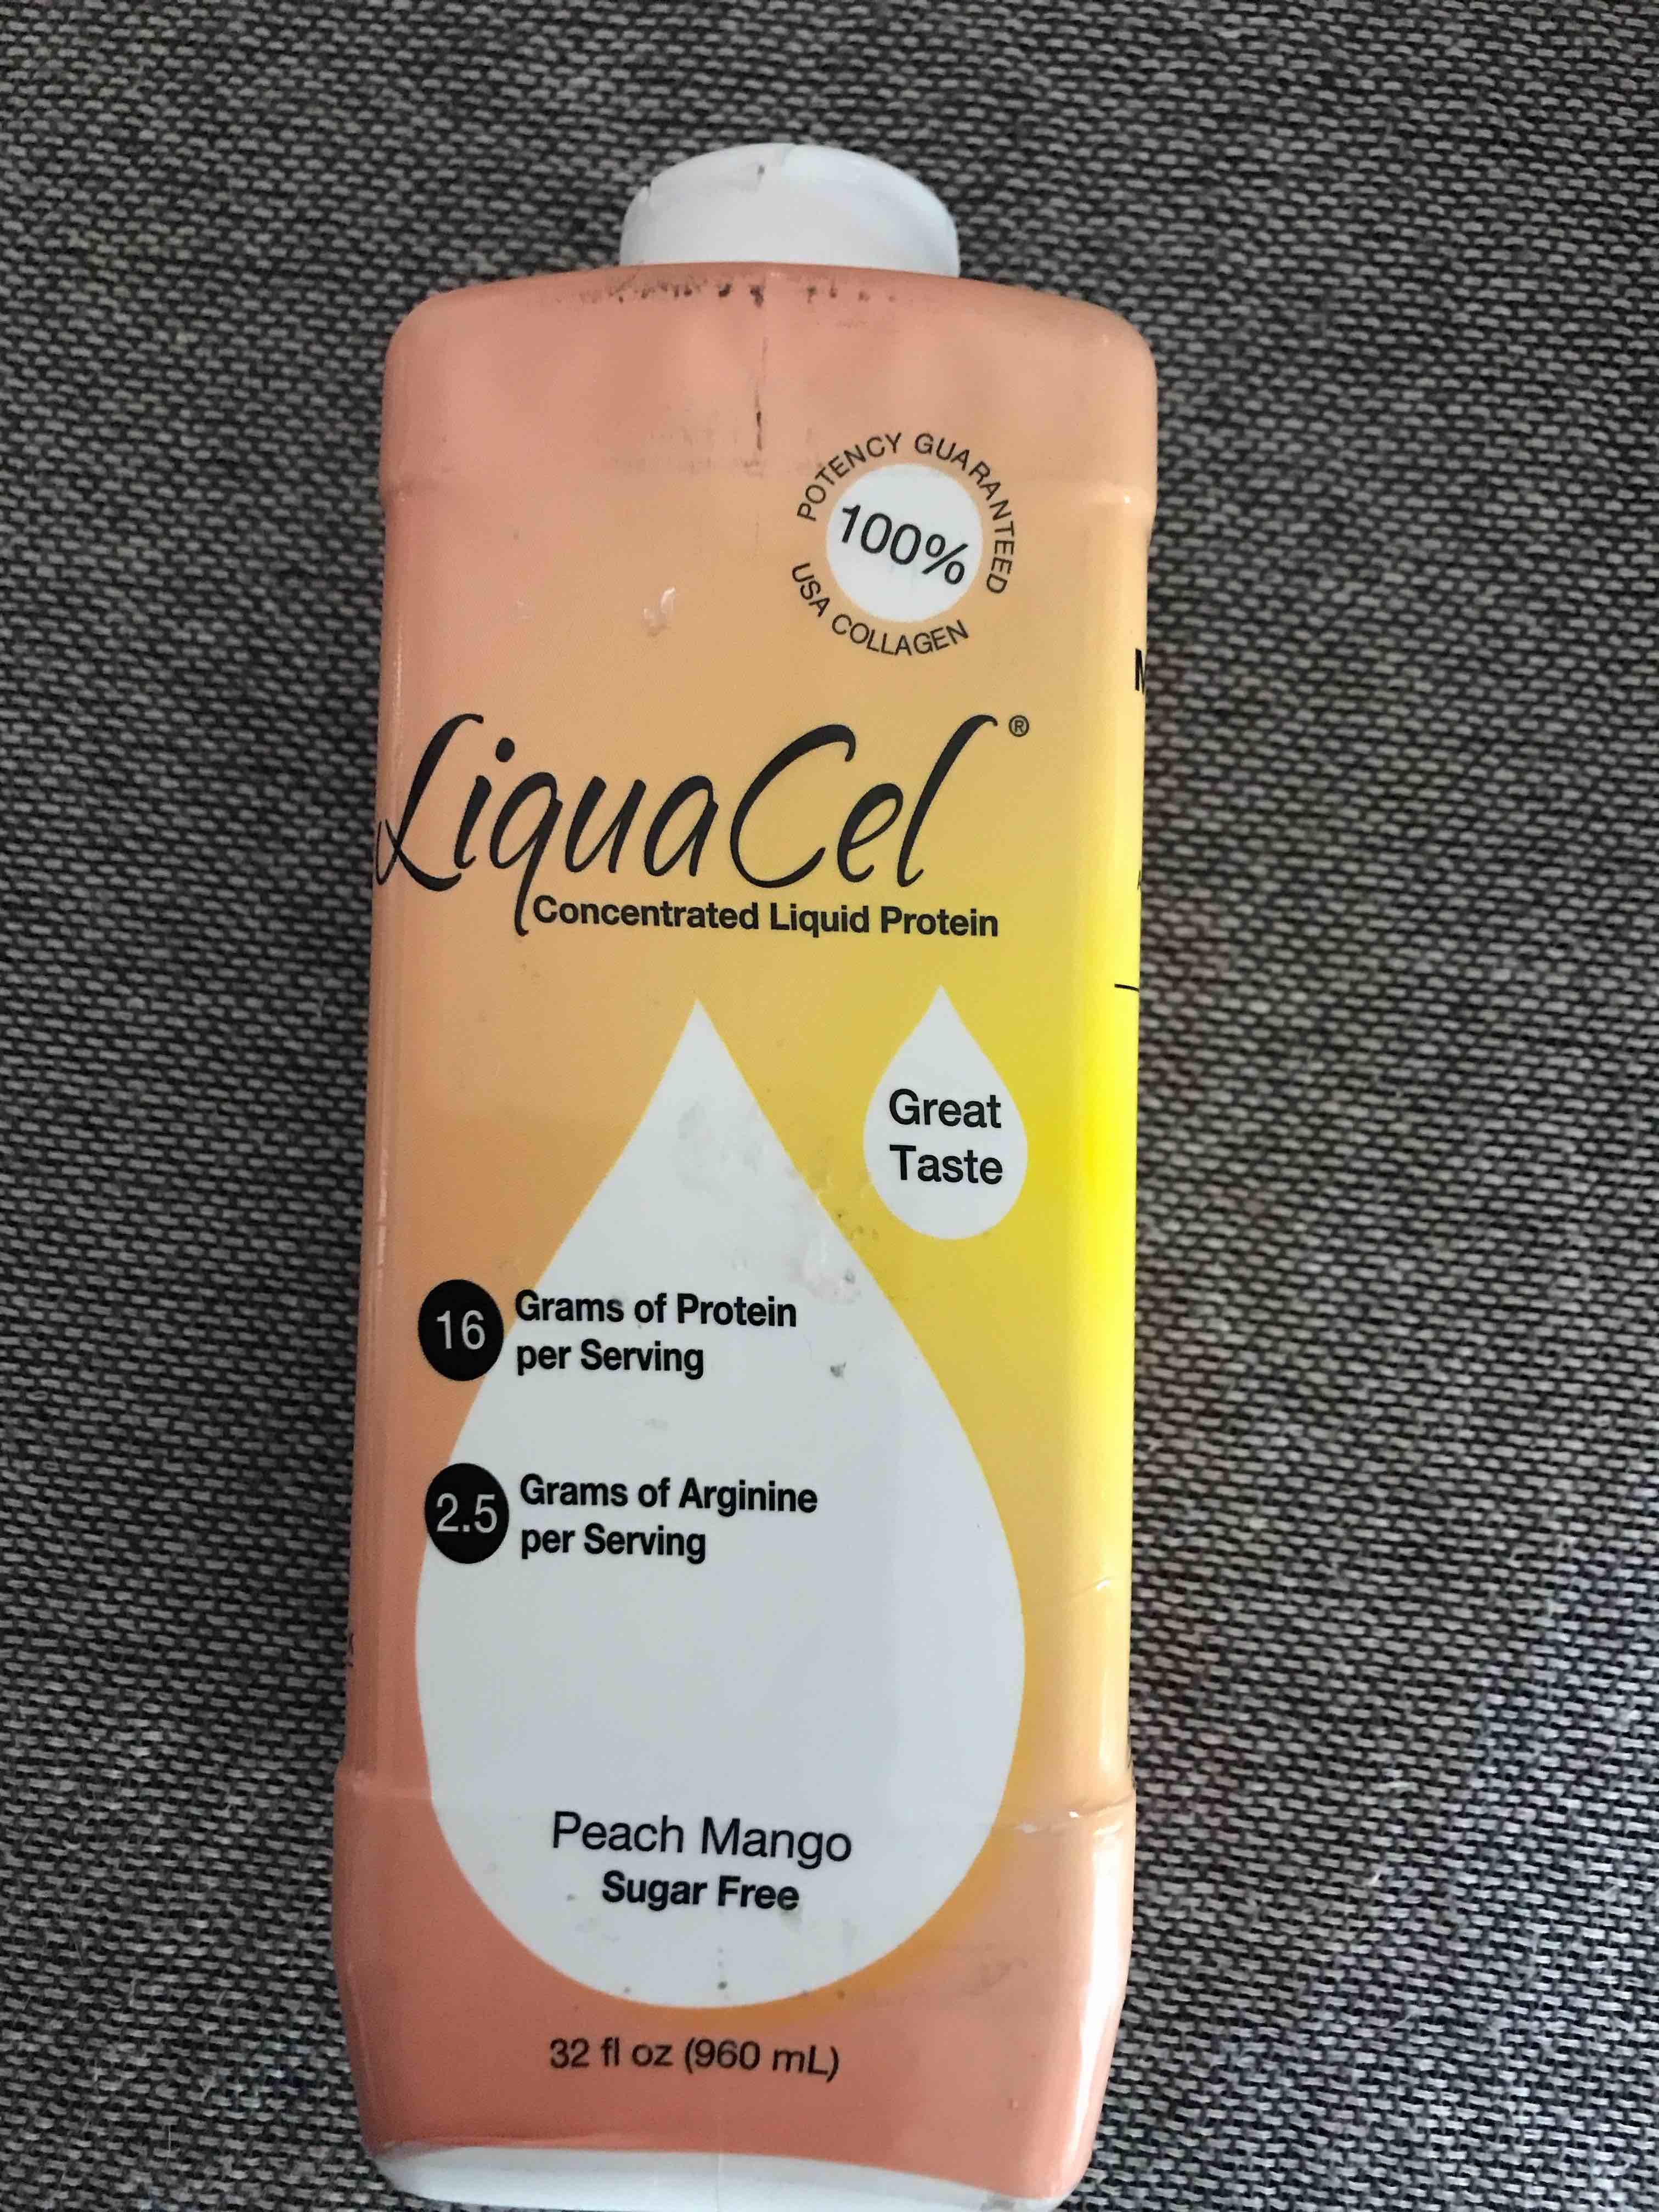 POTENCY GUARANTEED
100%
USA COLLAGEN
LiquaCel®
Concentrated Liquid Protein
Great
Taste
16 Grams of Protein
per Serving
2.5 Grams of Arginine
per Serving
Peach Mango
Sugar Free
32 fl oz (960 mL)